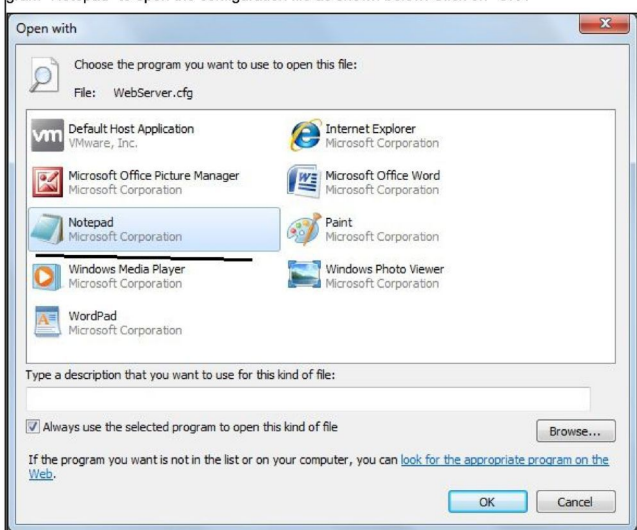 Open with
Choose the program you want to use to open this file:
File: WebServer.cfg
vm
Default Host Application
VMware, Inc.
Internet Explorer
Microsoft Corporation
Microsoft Office Picture Manager
Microsoft Corporation
Microsoft Office Word
Microsoft Corporation
Notepad
Microsoft Corporation
Paint
Microsoft Corporation
Windows Media Player
Microsoft Corporation
Windows Photo Viewer
Microsoft Corporation
WordPad
Microsoft Corporation
Type a description that you want to use for this kind of file:
Always use the selected program to open this kind of file
Browse...
If the program you want is not in the list or on your computer, you can look for the appropriate program on the
Web.
OK
Cancel